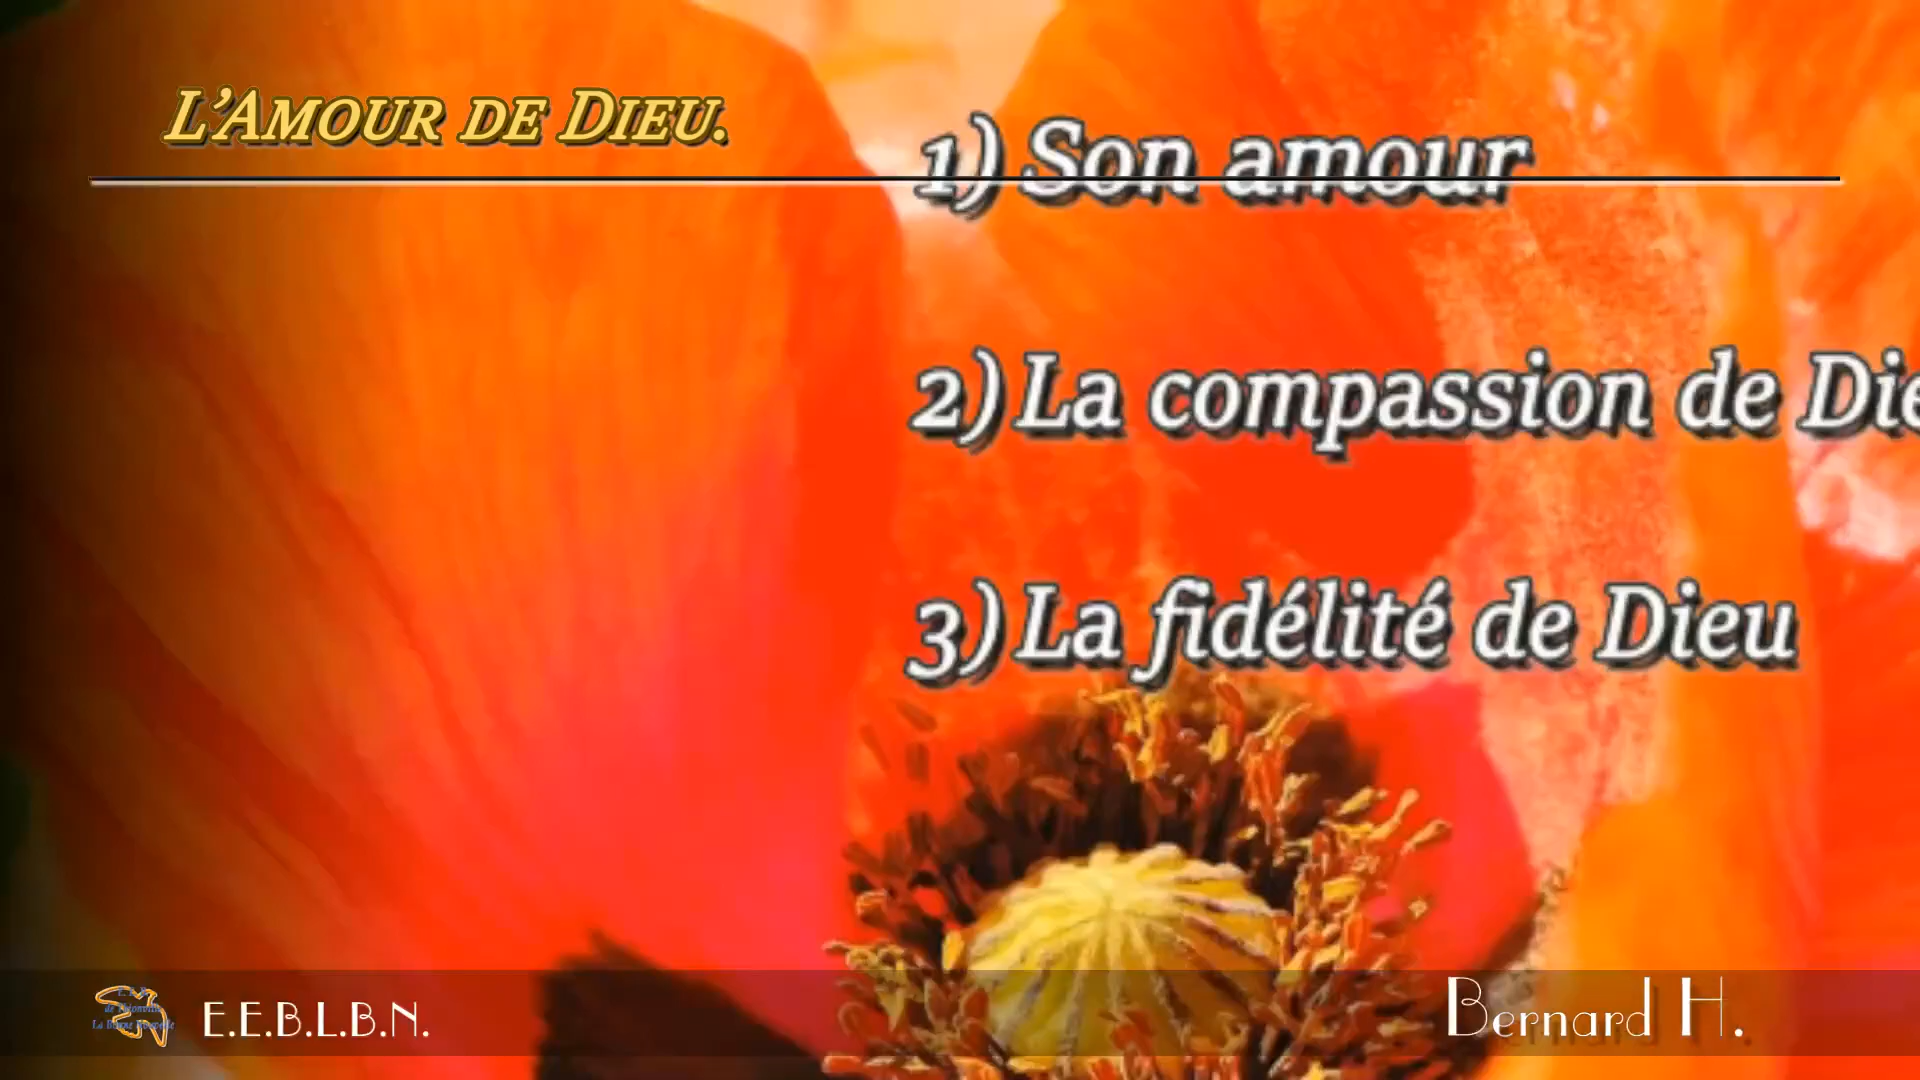 L'Amour de Dieu.
1) Son amour
2) La compassion de Die
3) La fidélité de Dieu
E.E.B.L.B.N.
Bernard H.